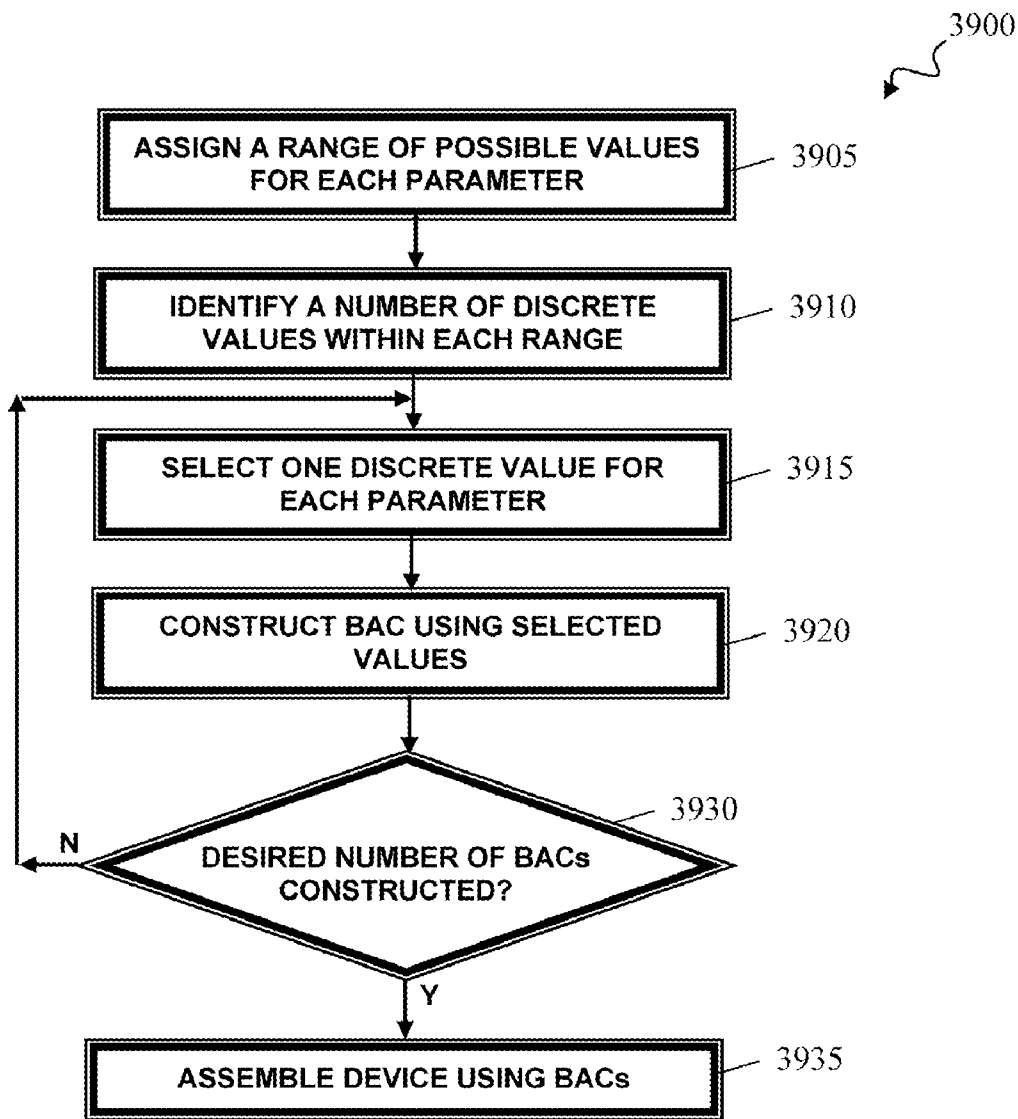 3900
ASSIGN A RANGE OF POSSIBLE VALUES
FOR EACH PARAMETER
3905
IDENTIFY A NUMBER OF DISCRETE
VALUES WITHIN EACH RANGE
3910
SELECT ONE DISCRETE VALUE FOR
EACH PARAMETER
3915
CONSTRUCT BAC USING SELECTED
VALUES
3920
3930
N
DESIRED NUMBER OF BACs
CONSTRUCTED?
Y
ASSEMBLE DEVICE USING BACs
3935